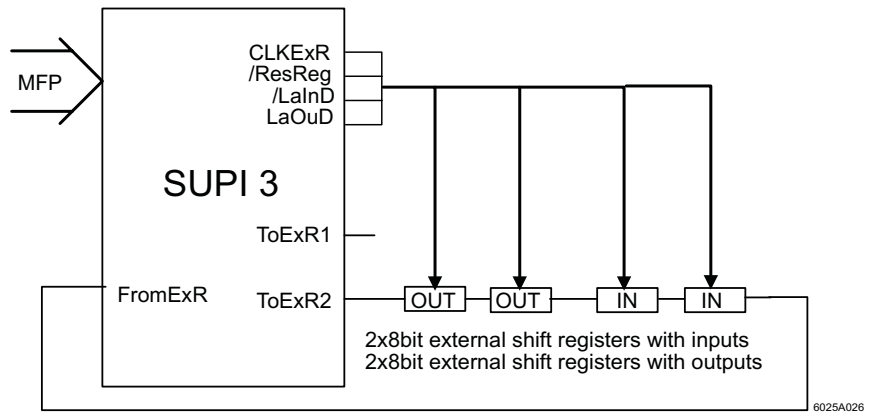 MFP
CLKExR
/ResReg
/LaInD
LaOuD
SUPI 3
ToExR1
FromExR
ToExR2
OUT
OUT
IN
IN
2x8bit external shift registers with inputs
2x8bit external shift registers with outputs
6025A026